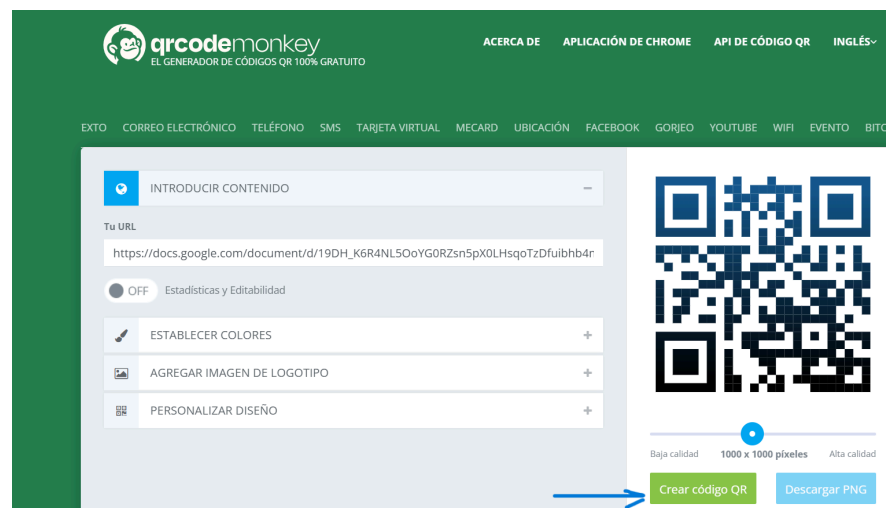 qrcodemonkey
EL GENERADOR DE CÓDIGOS QR 100% GRATUITO
ACERCA DE APLICACIÓN DE CHROME API DE CÓDIGO QR INGLÉS
EXTO CORREO ELECTRÓNICO TELÉFONO SMS TARJETA VIRTUAL MECARD UBICACIÓN FACEBOOK GORJEO YOUTUBE WIFI EVENTO BITC
INTRODUCIR CONTENIDO
Tu URL
https://docs.google.com/document/d/19DH_K6R4NL5OoYG0RZsn5pX0LHsqoTzDfuibhb4r
OFF Estadísticas y Editabilidad
ESTABLECER COLORES
AGREGAR IMAGEN DE LOGOTIPO
PERSONALIZAR DISEÑO
Baja calidad 1000 x 1000 píxeles Alta calidad
Crear código QR Descargar PNG